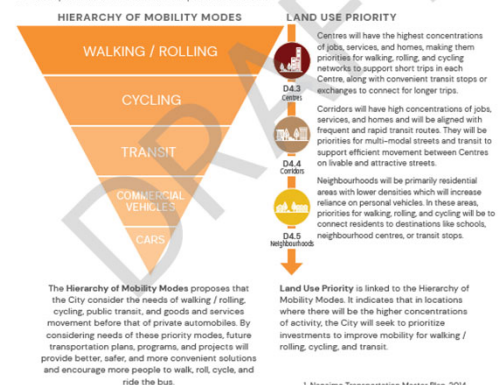 HIERARCHY OF MOBILITY MODES
WALKING / ROLLING
CYCLING
TRANSIT
COMMERCIAL
VEHICLES
CARS
The Hierarchy of Mobility Modes proposes that
the City consider the needs of walking / rolling,
cycling, public transit, and goods and services
movement before that of private automobiles. By
considering needs of these priority modes, future
transportation plans, programs, and projects will
provide better, safer, and more convenient solutions
and encourage more people to walk, roll, cycle, and
ride the bus.
LAND USE PRIORITY
D4.3
Centres
Centres will have the highest concentrations
of jobs, services, and homes, making them
priorities for walking, rolling, and cycling
networks to support short trips in each
Centre, along with convenient transit stops or
exchanges to connect for longer trips.
D4.4
Corridors
Corridors will have high concentrations of jobs,
services, and homes and will be aligned with
frequent and rapid transit routes. They will be
priorities for multi-modal streets and transit to
support efficient movement between Centres
on livable and attractive streets.
D4.5
Neighbourhoods
Neighbourhoods will be primarily residential
areas with lower densities which will increase
reliance on personal vehicles. In these areas,
priorities for walking, rolling, and cycling will be to
connect residents to destinations like schools,
neighbourhood centres, or transit stops.
Land Use Priority is linked to the Hierarchy of
Mobility Modes. It indicates that in locations
where there will be the higher concentrations
of activity, the City will seek to prioritize
investments to improve mobility for walking /
rolling, cycling, and transit.
DRAF